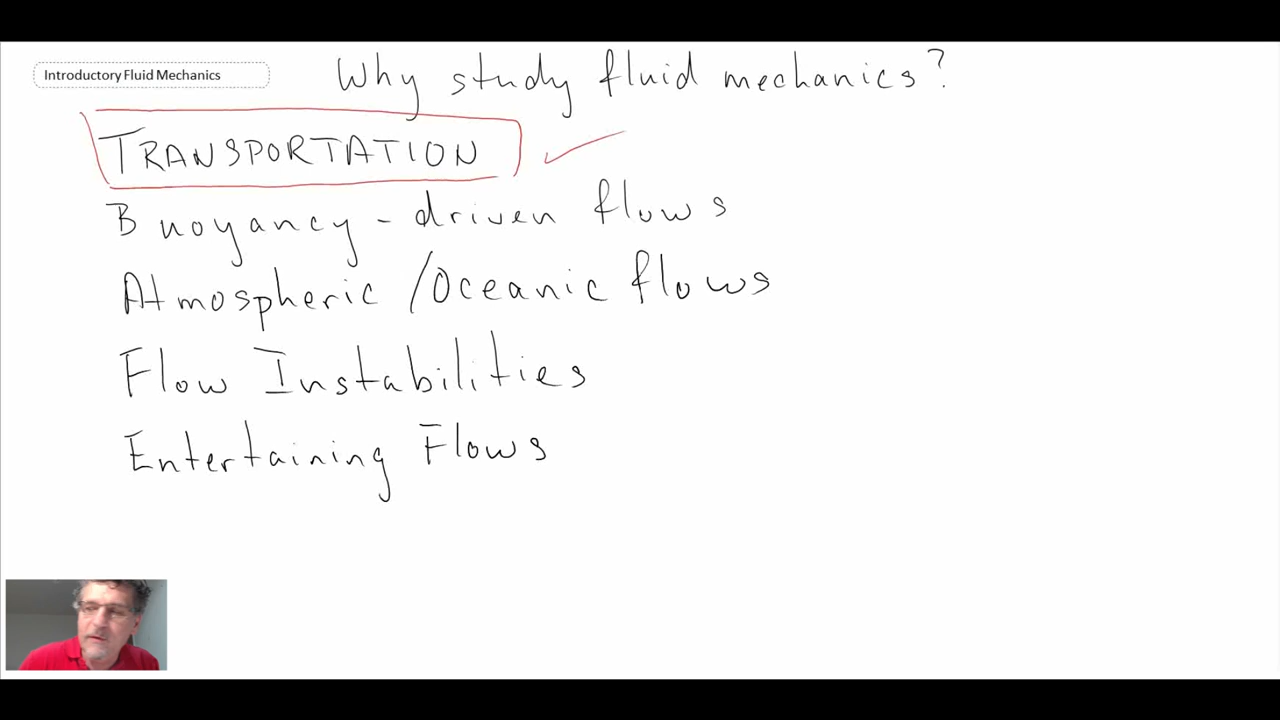 Introductory Fluid Mechanics
Why study fluid mechanics?
TRANSPORTATION
Buoyancy-driven flows
Atmospheric /Oceanic flows
Flow Instabilities
Entertaining Flows